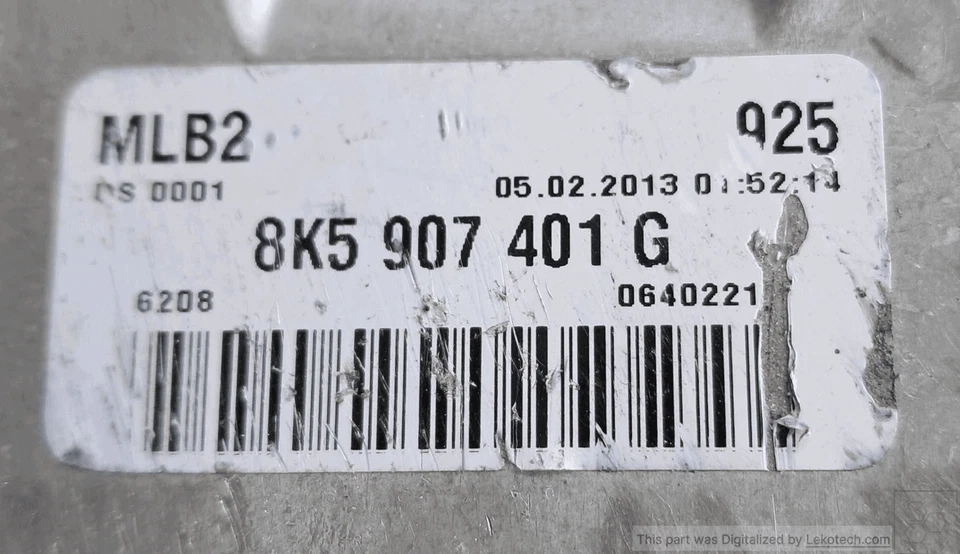 MLB2 925
0001 05.02.2013
8K5 907 401 G
6208 0640221
This part was Digitalized by Lekotech.com